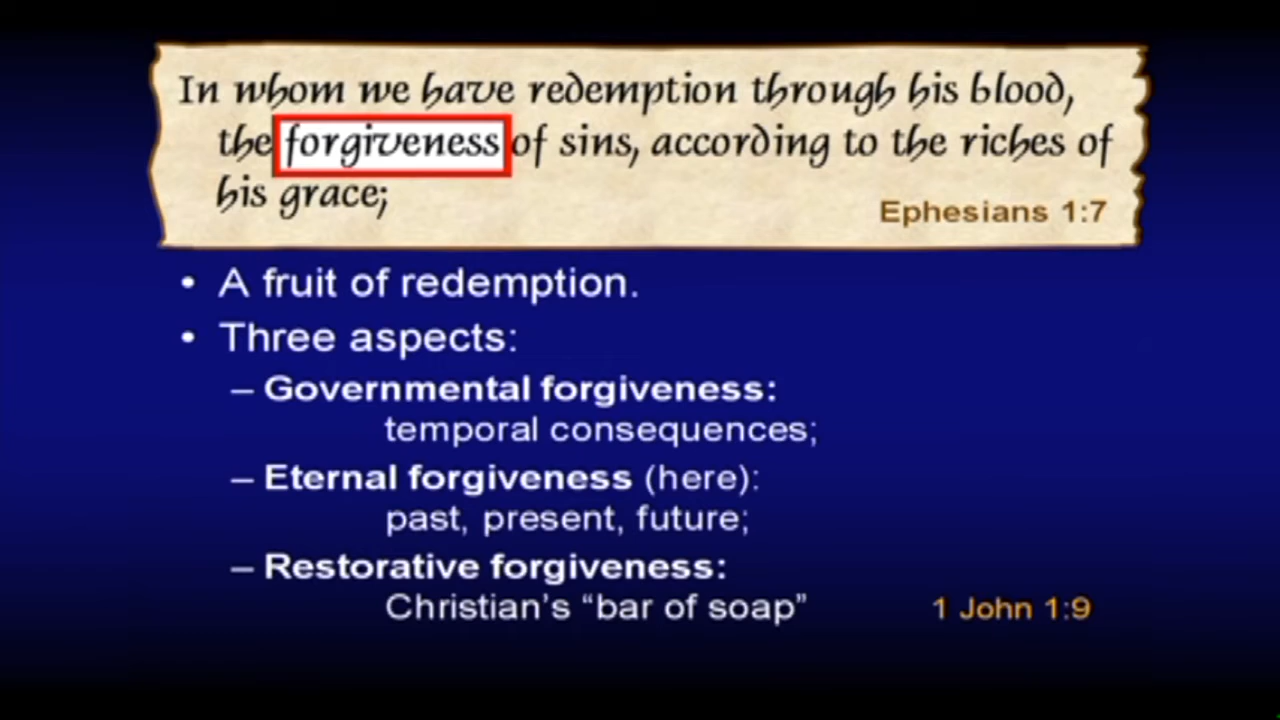 In whom we have redemption through his blood,
the forgiveness of sins, according to the riches of
his grace;
Ephesians 1:7
• A fruit of redemption.
• Three aspects:
– Governmental forgiveness:
temporal consequences;
– Eternal forgiveness (here):
past, present, future;
– Restorative forgiveness:
Christian’s “bar of soap” 1 John 1:9